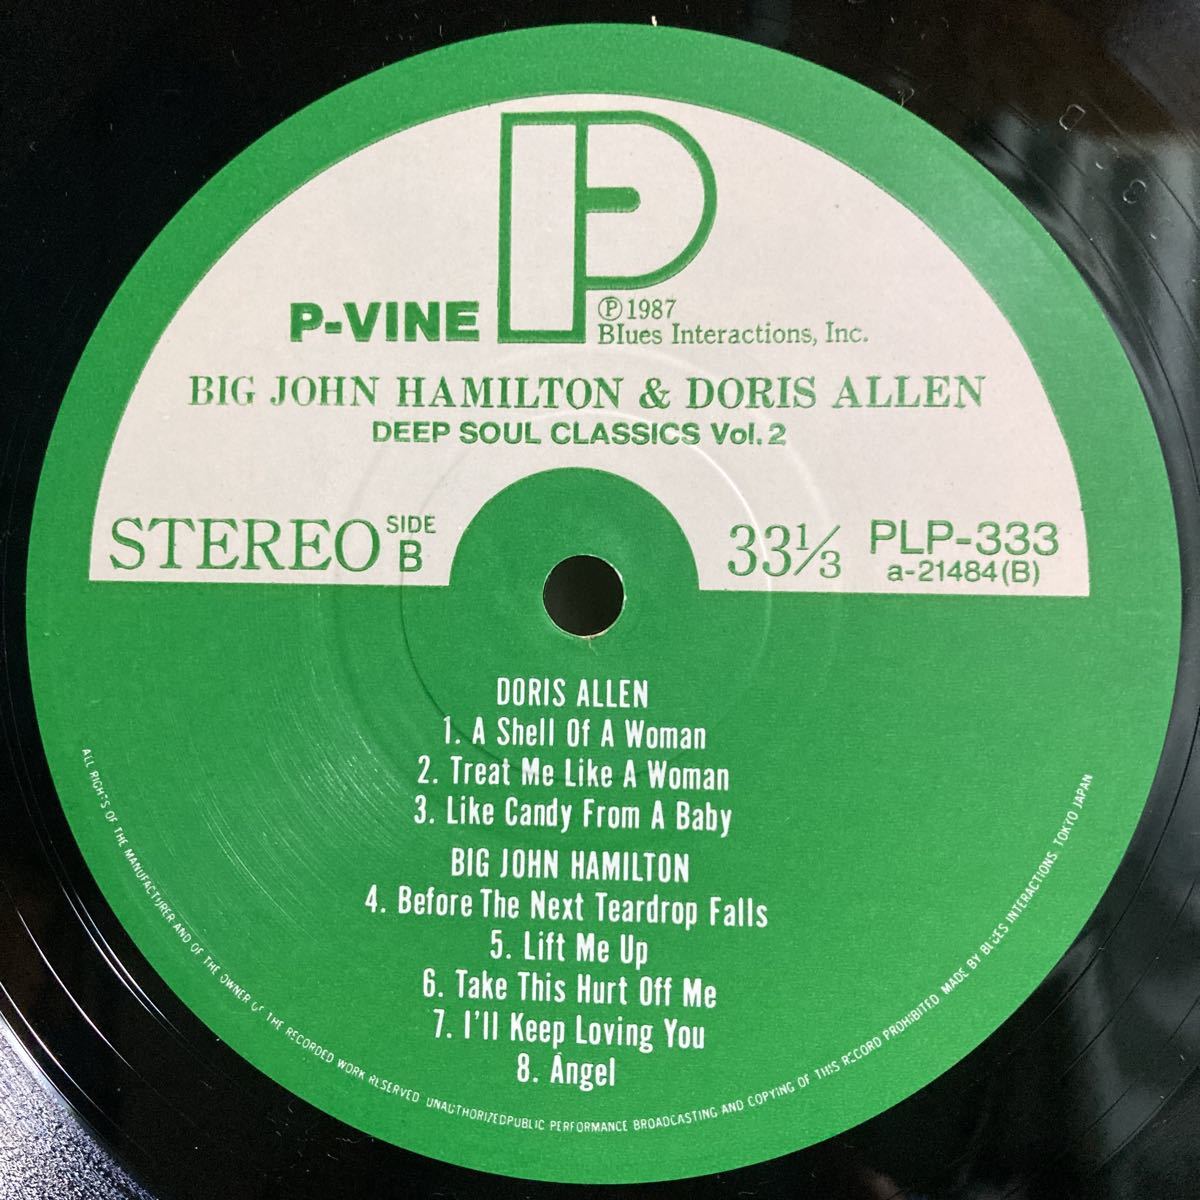 P-VINE
P
Ⓟ1987
Blues Interactions, Inc.
BIG JOHN HAMILTON & DORIS ALLEN
DEEP SOUL CLASSICS Vol. 2
STEREO SIDE B
33⅓ PLP-333
a-21484(B)
DORIS ALLEN
1. A Shell Of A Woman
2. Treat Me Like A Woman
3. Like Candy From A Baby
BIG JOHN HAMILTON
4. Before The Next Teardrop Falls
5. Lift Me Up
6. Take This Hurt Off Me
7. I'll Keep Loving You
8. Angel
ALL RIGHTS OF THE MANUFACTURER AND OF THE OWNER OF THE RECORDED WORK RESERVED UNAUTHORIZEDPUBLIC PERFORMANCE BROADCASTING AND COPYING OF THIS RECORD PROHIBITED MADE BY BLUES INTERACTIONS TOKYO JAPAN